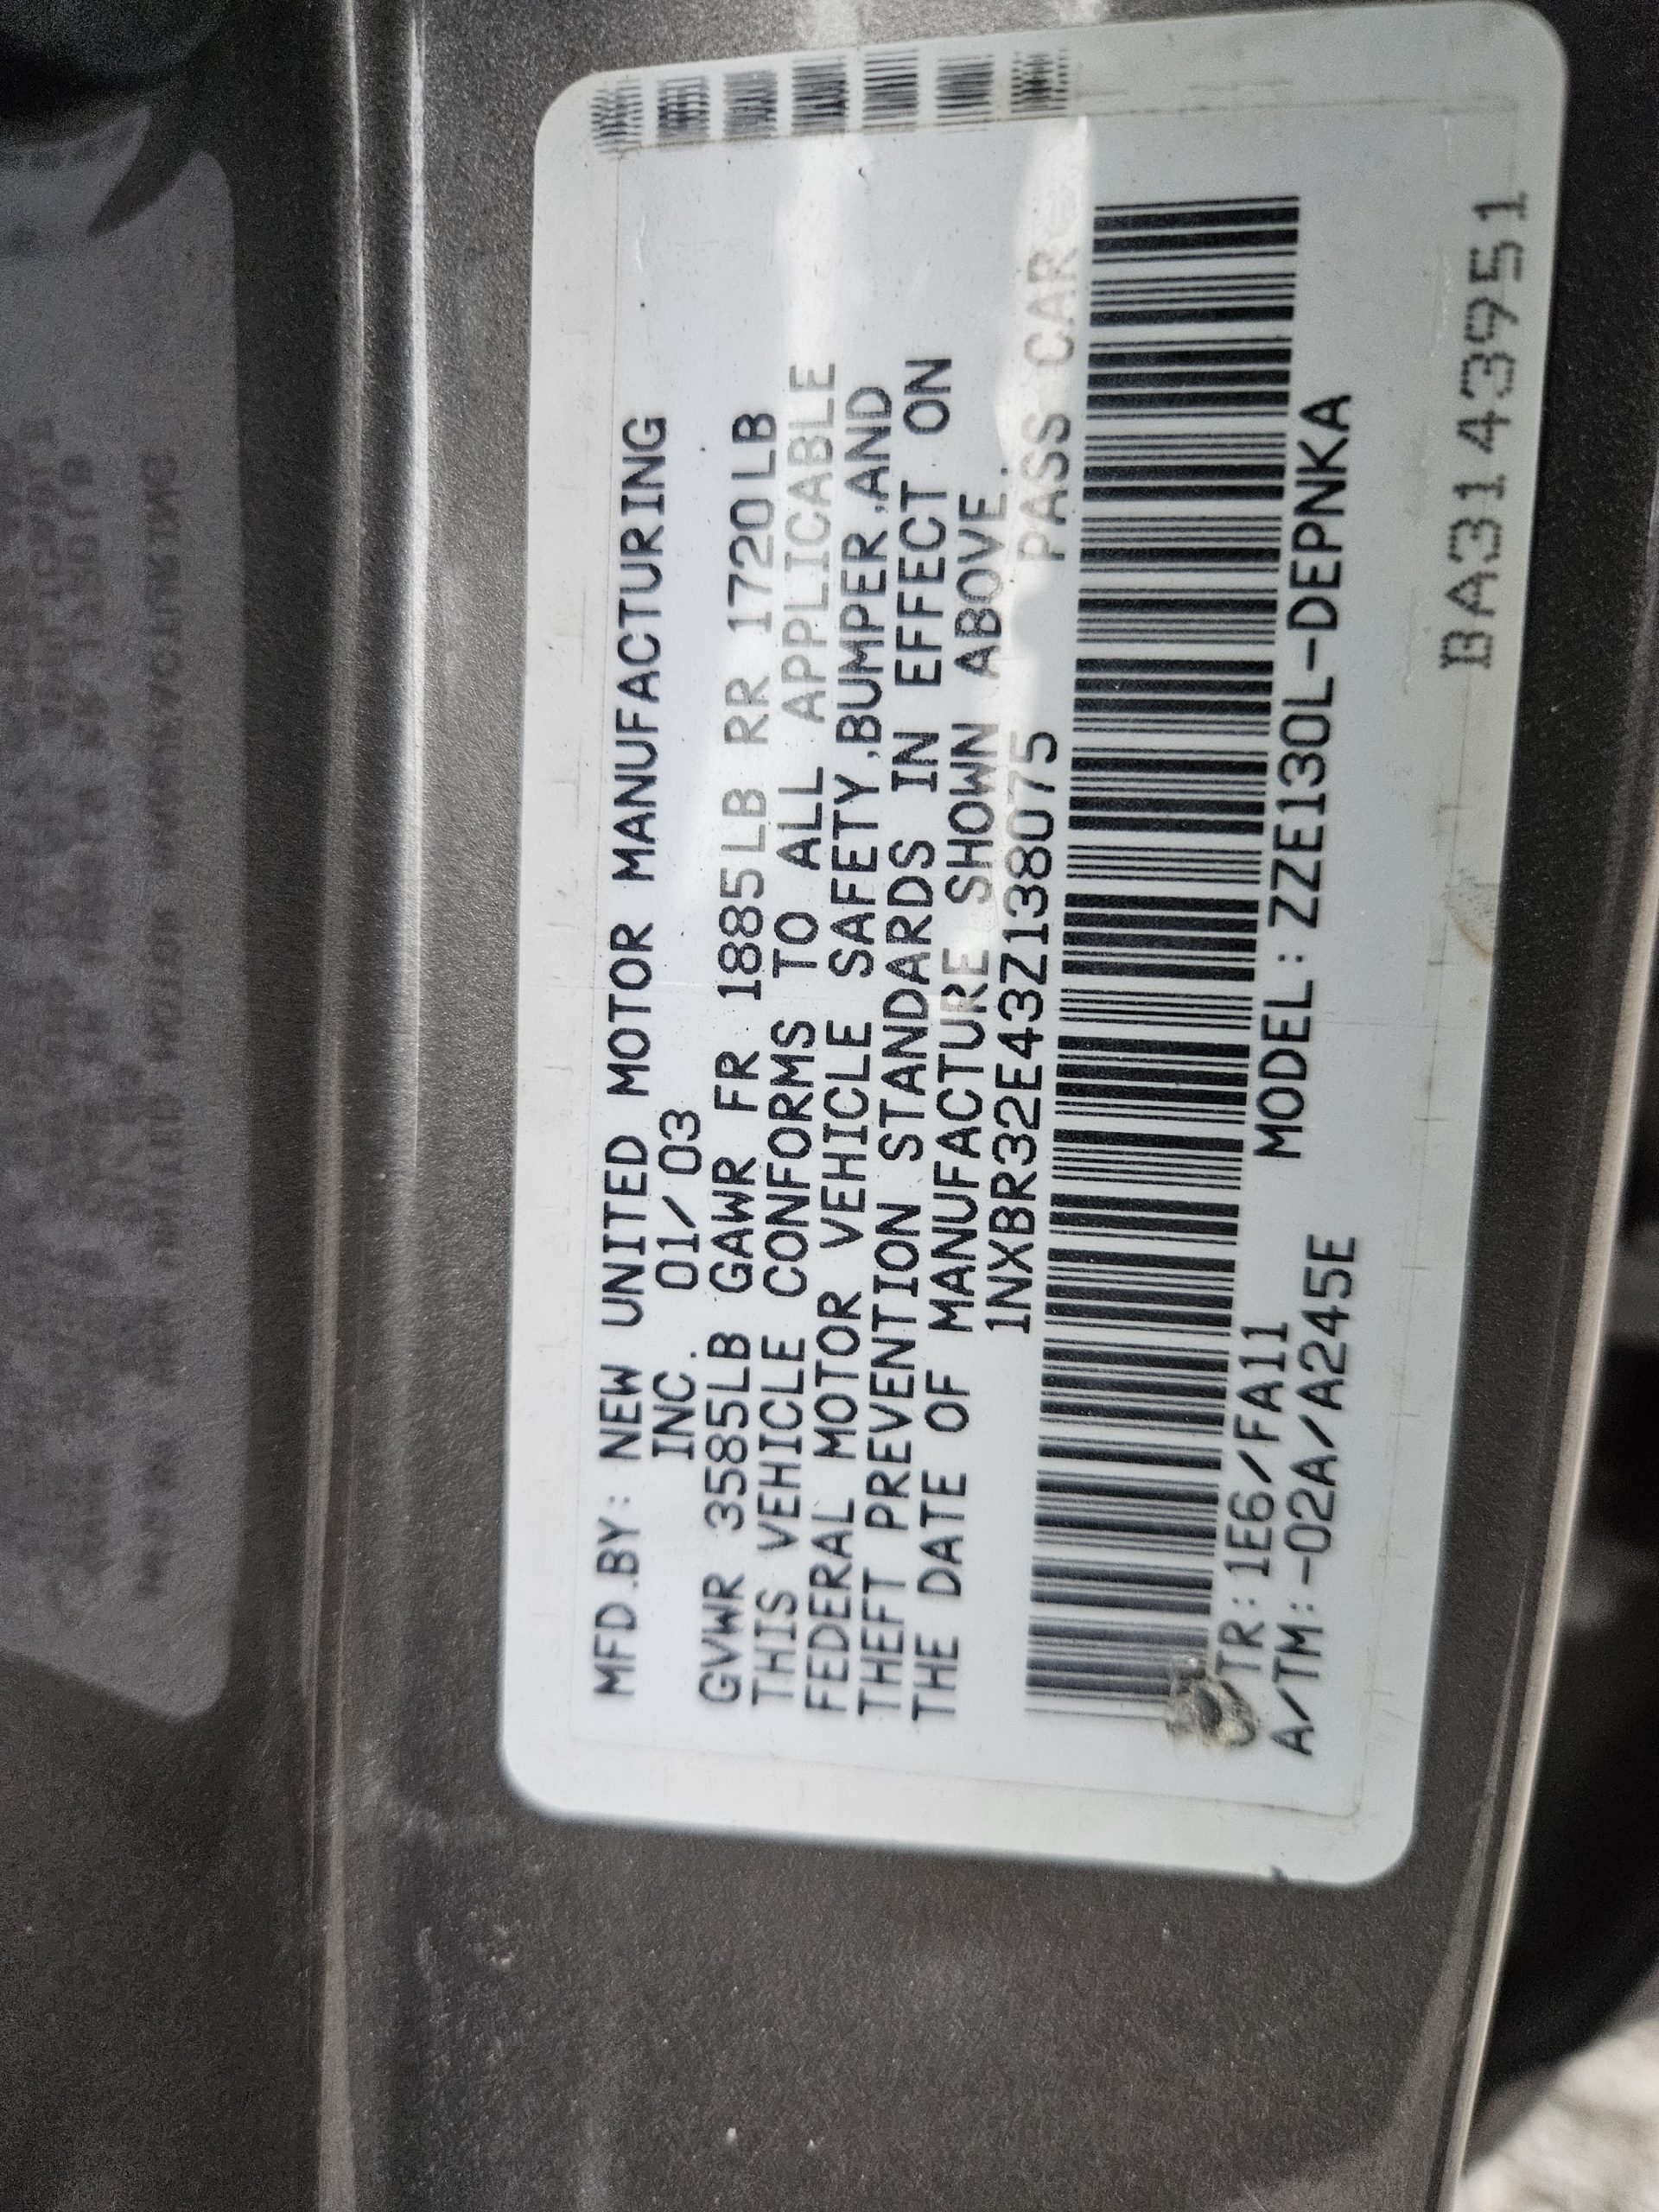 MFD.BY: NEW UNITED MOTOR MANUFACTURING
INC. 01/03
GVWR 3585LB GAWR FR 1885LB RR 1720LB
THIS VEHICLE CONFORMS TO ALL APPLICABLE
FEDERAL MOTOR VEHICLE SAFETY,BUMPER,AND
THEFT PREVENTION STANDARDS IN EFFECT ON
THE DATE OF MANUFACTURE SHOWN ABOVE.
1NXBR32E43Z138075 PASS CAR
C/TR:1E6/FA11
A/TM:-02A/A245E MODEL:ZZE130L-DEPNKA
BA3143951